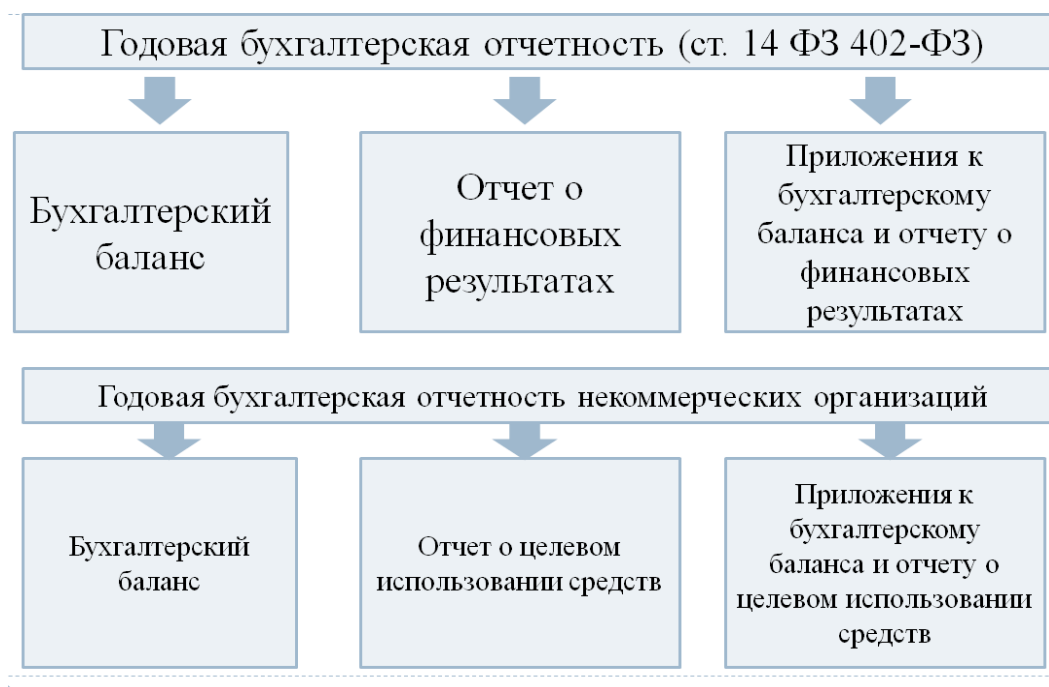 Годовая бухгалтерская отчетность (ст. 14 ФЗ 402-ФЗ)
Бухгалтерский
баланс
Отчет о
финансовых
результатах
Приложения к
бухгалтерскому
баланса и отчету о
финансовых
результатах
Годовая бухгалтерская отчетность некоммерческих организаций
Бухгалтерский
баланс
Отчет о целевом
использовании средств
Приложения к
бухгалтерскому
баланса и отчету о
целевом использовании
средств